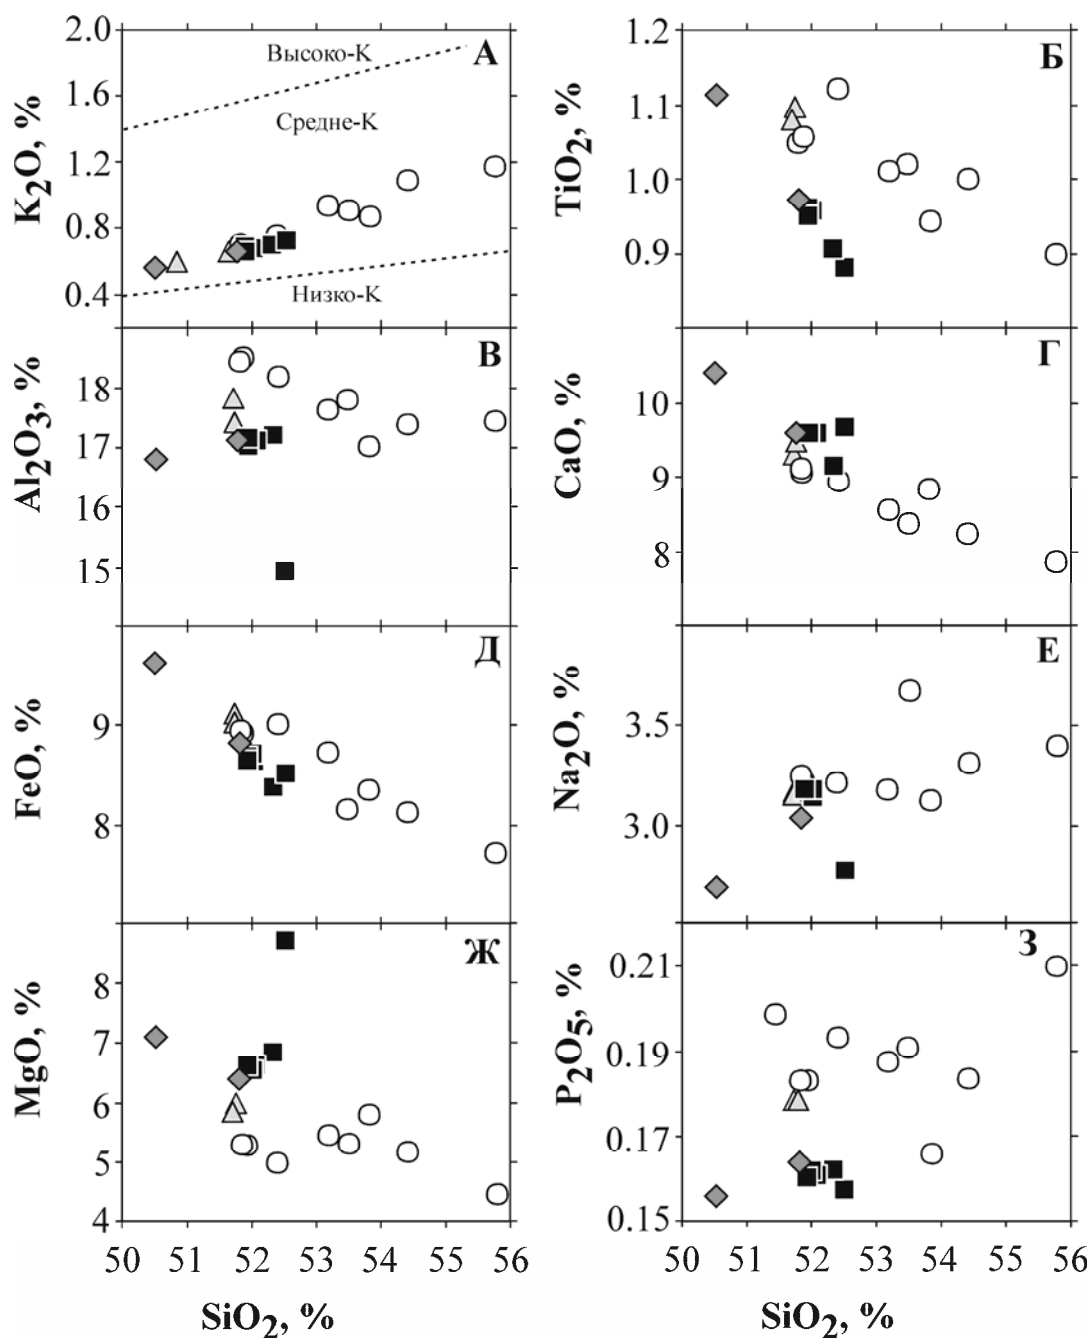 K2O, %
2.0
1.6
1.2
0.8
0.4
А
Высоко-К
Средне-К
Низко-К
TiO2, %
1.2
1.1
1.0
0.9
Б
Al2O3, %
18
17
16
15
В
CaO, %
10
9
8
Г
FeO, %
9
8
Д
Na2O, %
3.5
3.0
Е
MgO, %
8
7
6
5
4
Ж
P2O5, %
0.21
0.19
0.17
0.15
З
50 51 52 53 54 55 56
SiO2, %
50 51 52 53 54 55 56
SiO2, %